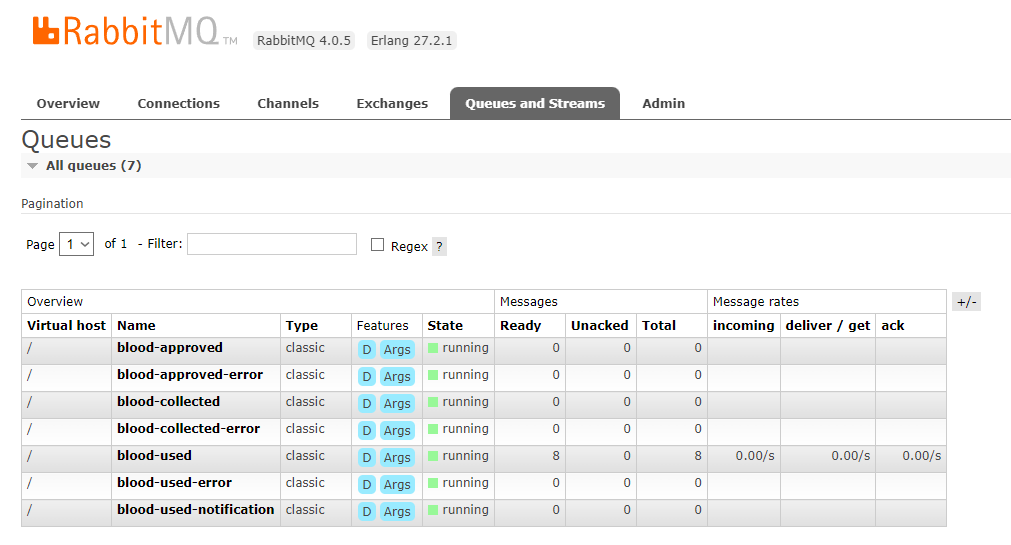 RabbitMQ TM RabbitMQ 4.0.5 Erlang 27.2.1
Overview Connections Channels Exchanges Queues and Streams Admin
Queues
All queues (7)
Pagination
Page 1 of 1 - Filter: Regex ?
Overview Messages Message rates +/-
Virtual host Name Type Features State Ready Unacked Total incoming deliver / get ack
/ blood-approved classic D Args running 0 0 0
/ blood-approved-error classic D Args running 0 0 0
/ blood-collected classic D Args running 0 0 0
/ blood-collected-error classic D Args running 0 0 0
/ blood-used classic D Args running 8 0 8 0.00/s 0.00/s 0.00/s
/ blood-used-error classic D Args running 0 0 0
/ blood-used-notification classic D Args running 0 0 0